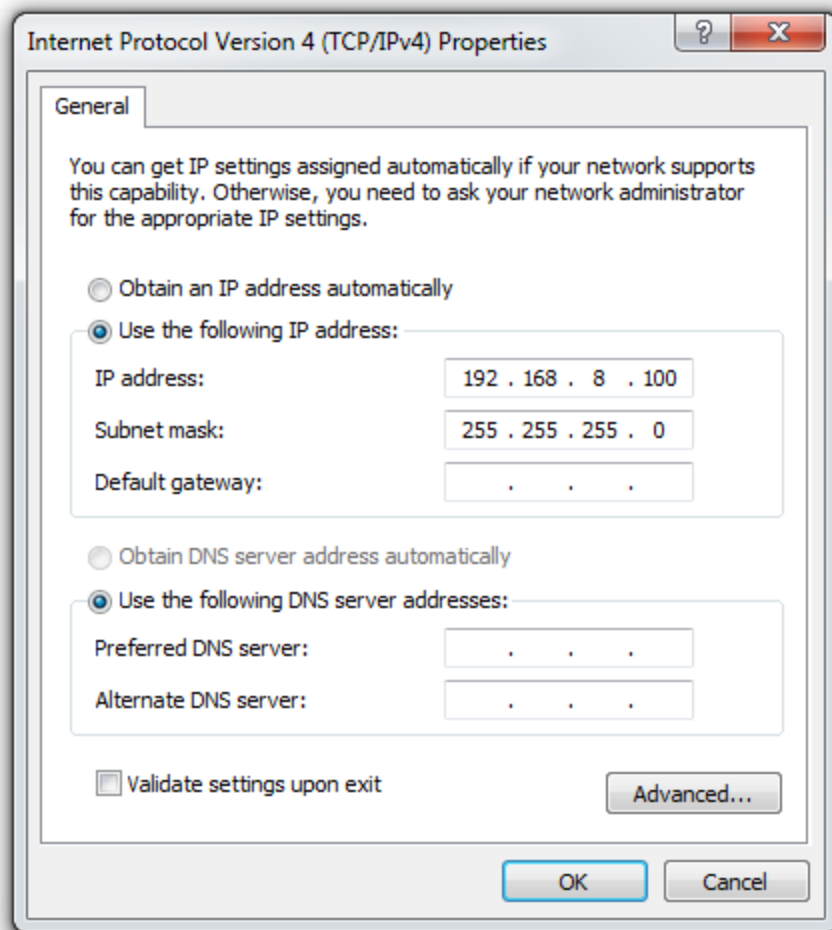 Internet Protocol Version 4 (TCP/IPv4) Properties
?
General
You can get IP settings assigned automatically if your network supports
this capability. Otherwise, you need to ask your network administrator
for the appropriate IP settings.
Obtain an IP address automatically
Use the following IP address:
IP address: 192 . 168 . 8 . 100
Subnet mask: 255 . 255 . 255 . 0
Default gateway: . . .
Obtain DNS server address automatically
Use the following DNS server addresses:
Preferred DNS server: . . .
Alternate DNS server: . . .
Validate settings upon exit
Advanced...
OK Cancel